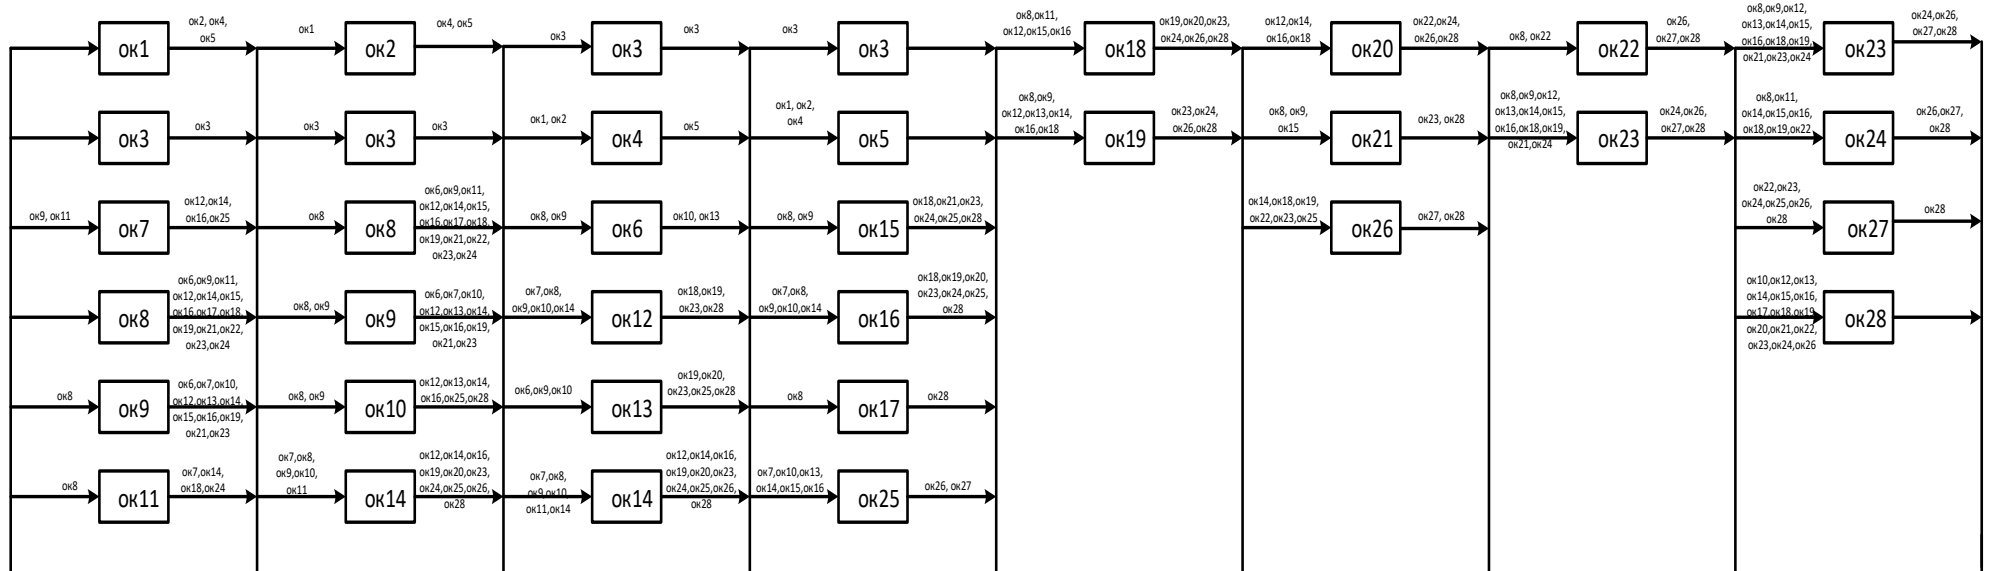 ок2, ок4,
ок5
ок1
ок1
ок4, ок5
ок2
ок3
ок3
ок3
ок3
ок3
ок8,ок11,
ок12,ок15,ок16
ок18
ок19,ок20,ок23,
ок24,ок26,ок28
ок12,ок14,
ок16,ок18
ок20
ок22,ок24,
ок26,ок28
ок8, ок22
ок22
ок26,
ок27,ок28
ок8,ок9,ок12,
ок13,ок14,ок15,
ок16,ок18,ок19,
ок21,ок23,ок24
ок23
ок24,ок26,
ок27,ок28
ок3
ок3
ок3
ок3
ок3
ок1, ок2
ок4
ок5
ок1, ок2,
ок4
ок5
ок8,ок9,
ок12,ок13,ок14,
ок16,ок18
ок19
ок23,ок24,
ок26,ок28
ок8, ок9,
ок15
ок21
ок23, ок28
ок8,ок9,ок12,
ок13,ок14,ок15,
ок16,ок18,ок19,
ок21,ок24
ок23
ок24,ок26,
ок27,ок28
ок8,ок11,
ок14,ок15,ок16,
ок18,ок19,ок22
ок24
ок26,ок27,
ок28
ок9, ок11
ок7
ок12,ок14,
ок16,ок25
ок8
ок8
ок6,ок9,ок11,
ок12,ок14,ок15,
ок16,ок17,ок18,
ок19,ок21,ок22,
ок23,ок24
ок8, ок9
ок6
ок10, ок13
ок8, ок9
ок15
ок18,ок21,ок23,
ок24,ок25,ок28
ок14,ок18,ок19,
ок22,ок23,ок25
ок26
ок27, ок28
ок22,ок23,
ок24,ок25,ок26,
ок28
ок27
ок28
ок8
ок6,ок9,ок11,
ок12,ок14,ок15,
ок16,ок17,ок18,
ок19,ок21,ок22,
ок23,ок24
ок8, ок9
ок9
ок6,ок7,ок10,
ок12,ок13,ок14,
ок15,ок16,ок19,
ок21,ок23
ок7,ок8,
ок9,ок10,ок14
ок12
ок18,ок19,
ок23,ок28
ок7,ок8,
ок9,ок10,ок14
ок16
ок18,ок19,ок20,
ок23,ок24,ок25,
ок28
ок10,ок12,ок13,
ок14,ок15,ок16,
ок17,ок18,ок19,
ок20,ок21,ок22,
ок23,ок24,ок26
ок28
ок8
ок9
ок6,ок7,ок10,
ок12,ок13,ок14,
ок15,ок16,ок19,
ок21,ок23
ок8, ок9
ок10
ок12,ок13,ок14,
ок16,ок25,ок28
ок6,ок9,ок10
ок13
ок19,ок20,
ок23,ок25,ок28
ок8
ок17
ок28
ок8
ок11
ок7,ок14,
ок18,ок24
ок7,ок8,
ок9,ок10,
ок11
ок14
ок12,ок14,ок16,
ок19,ок20,ок23,
ок24,ок25,ок26,
ок28
ок7,ок8,
ок9,ок10,
ок11,ок14
ок14
ок12,ок14,ок16,
ок19,ок20,ок23,
ок24,ок25,ок26,
ок28
ок7,ок10,ок13,
ок14,ок15,ок16
ок25
ок26, ок27